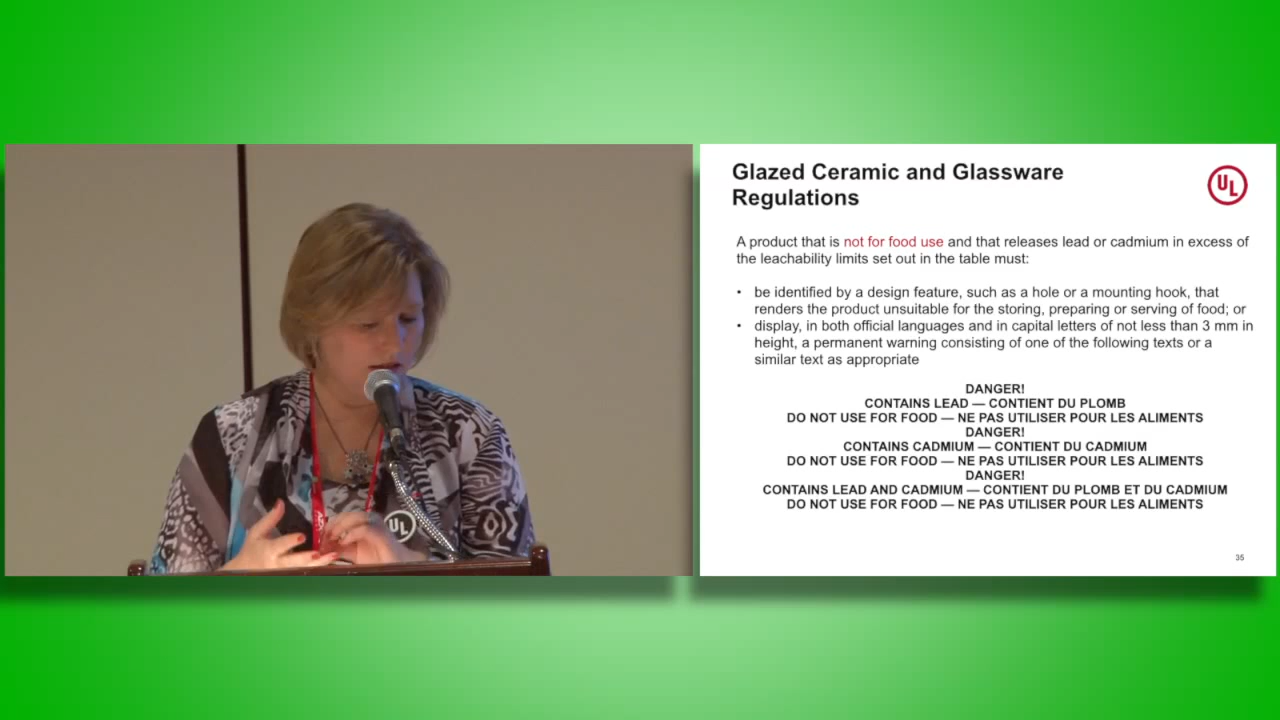 Glazed Ceramic and Glassware
Regulations
UL
A product that is not for food use and that releases lead or cadmium in excess of
the leachability limits set out in the table must:
• be identified by a design feature, such as a hole or a mounting hook, that
renders the product unsuitable for the storing, preparing or serving of food; or
• display, in both official languages and in capital letters of not less than 3 mm in
height, a permanent warning consisting of one of the following texts or a
similar text as appropriate
DANGER!
CONTAINS LEAD — CONTIENT DU PLOMB
DO NOT USE FOR FOOD — NE PAS UTILISER POUR LES ALIMENTS
DANGER!
CONTAINS CADMIUM — CONTIENT DU CADMIUM
DO NOT USE FOR FOOD — NE PAS UTILISER POUR LES ALIMENTS
DANGER!
CONTAINS LEAD AND CADMIUM — CONTIENT DU PLOMB ET DU CADMIUM
DO NOT USE FOR FOOD — NE PAS UTILISER POUR LES ALIMENTS
35
UL